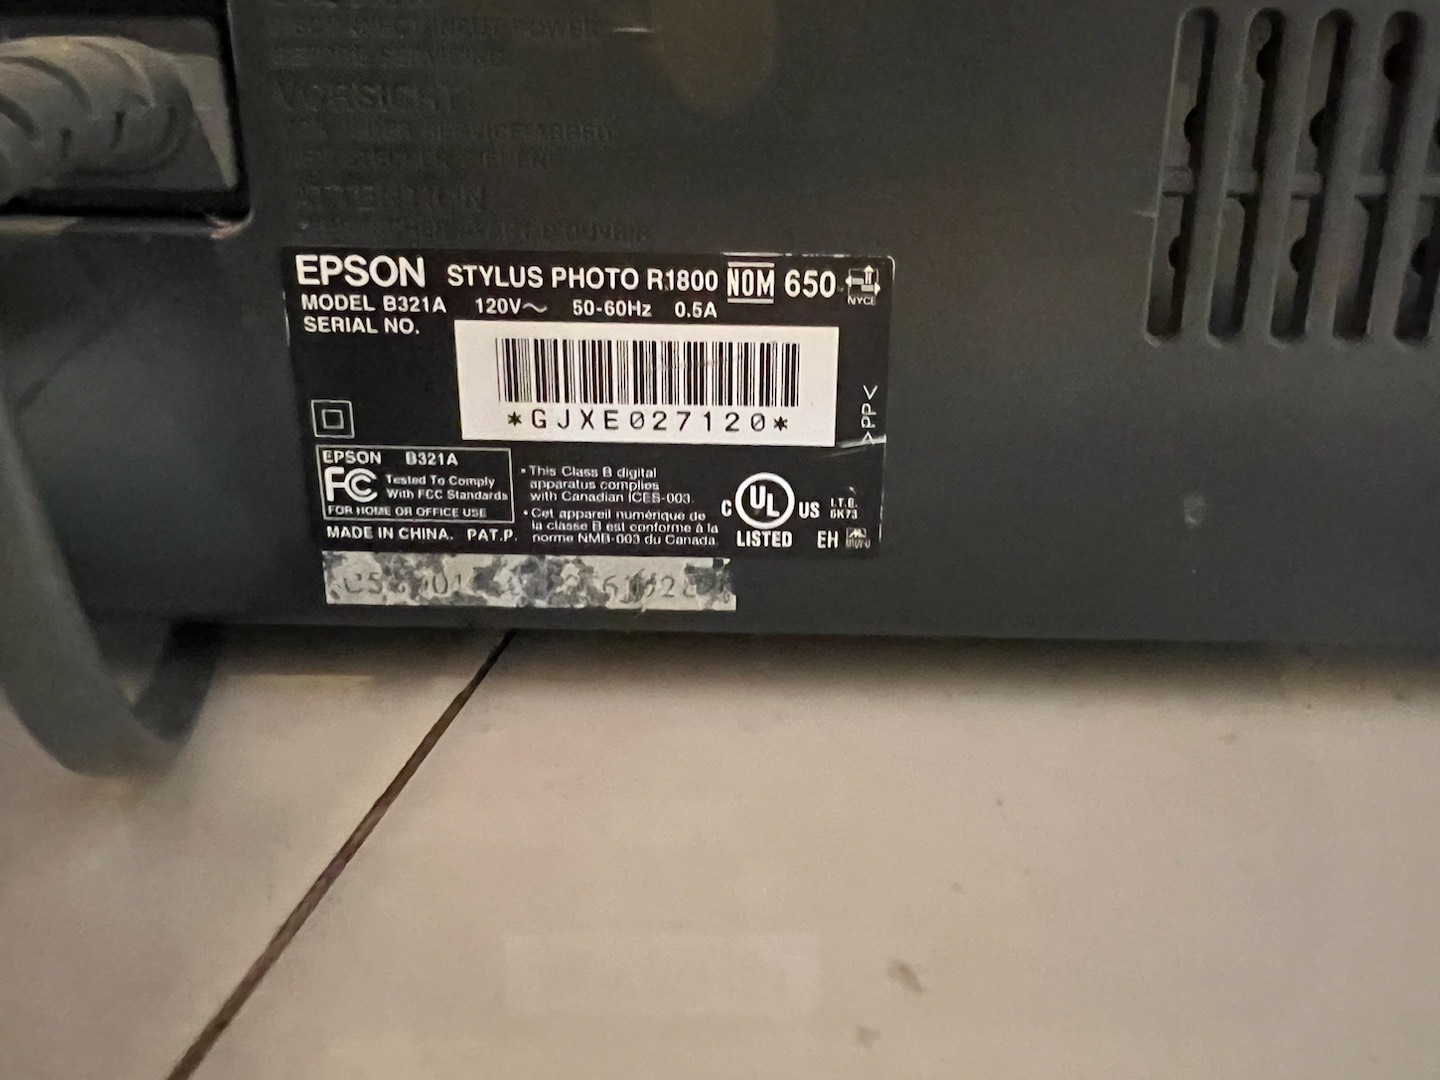 VORSICHT
ATTENTION
EPSON STYLUS PHOTO R1800 NOM 650
NYCE
MODEL B321A 120V~ 50-60Hz 0.5A
SERIAL NO.
*GJXE027120*
>PP<
EPSON B321A
FC Tested To Comply
With FCC Standards
FOR HOME OR OFFICE USE
MADE IN CHINA. PAT.P.
• This Class B digital
apparatus complies
with Canadian ICES-003.
• Cet appareil numérique de
la classe B est conforme à la
norme NMB-003 du Canada.
C UL US
LISTED
I.T.E.
6K73
EH